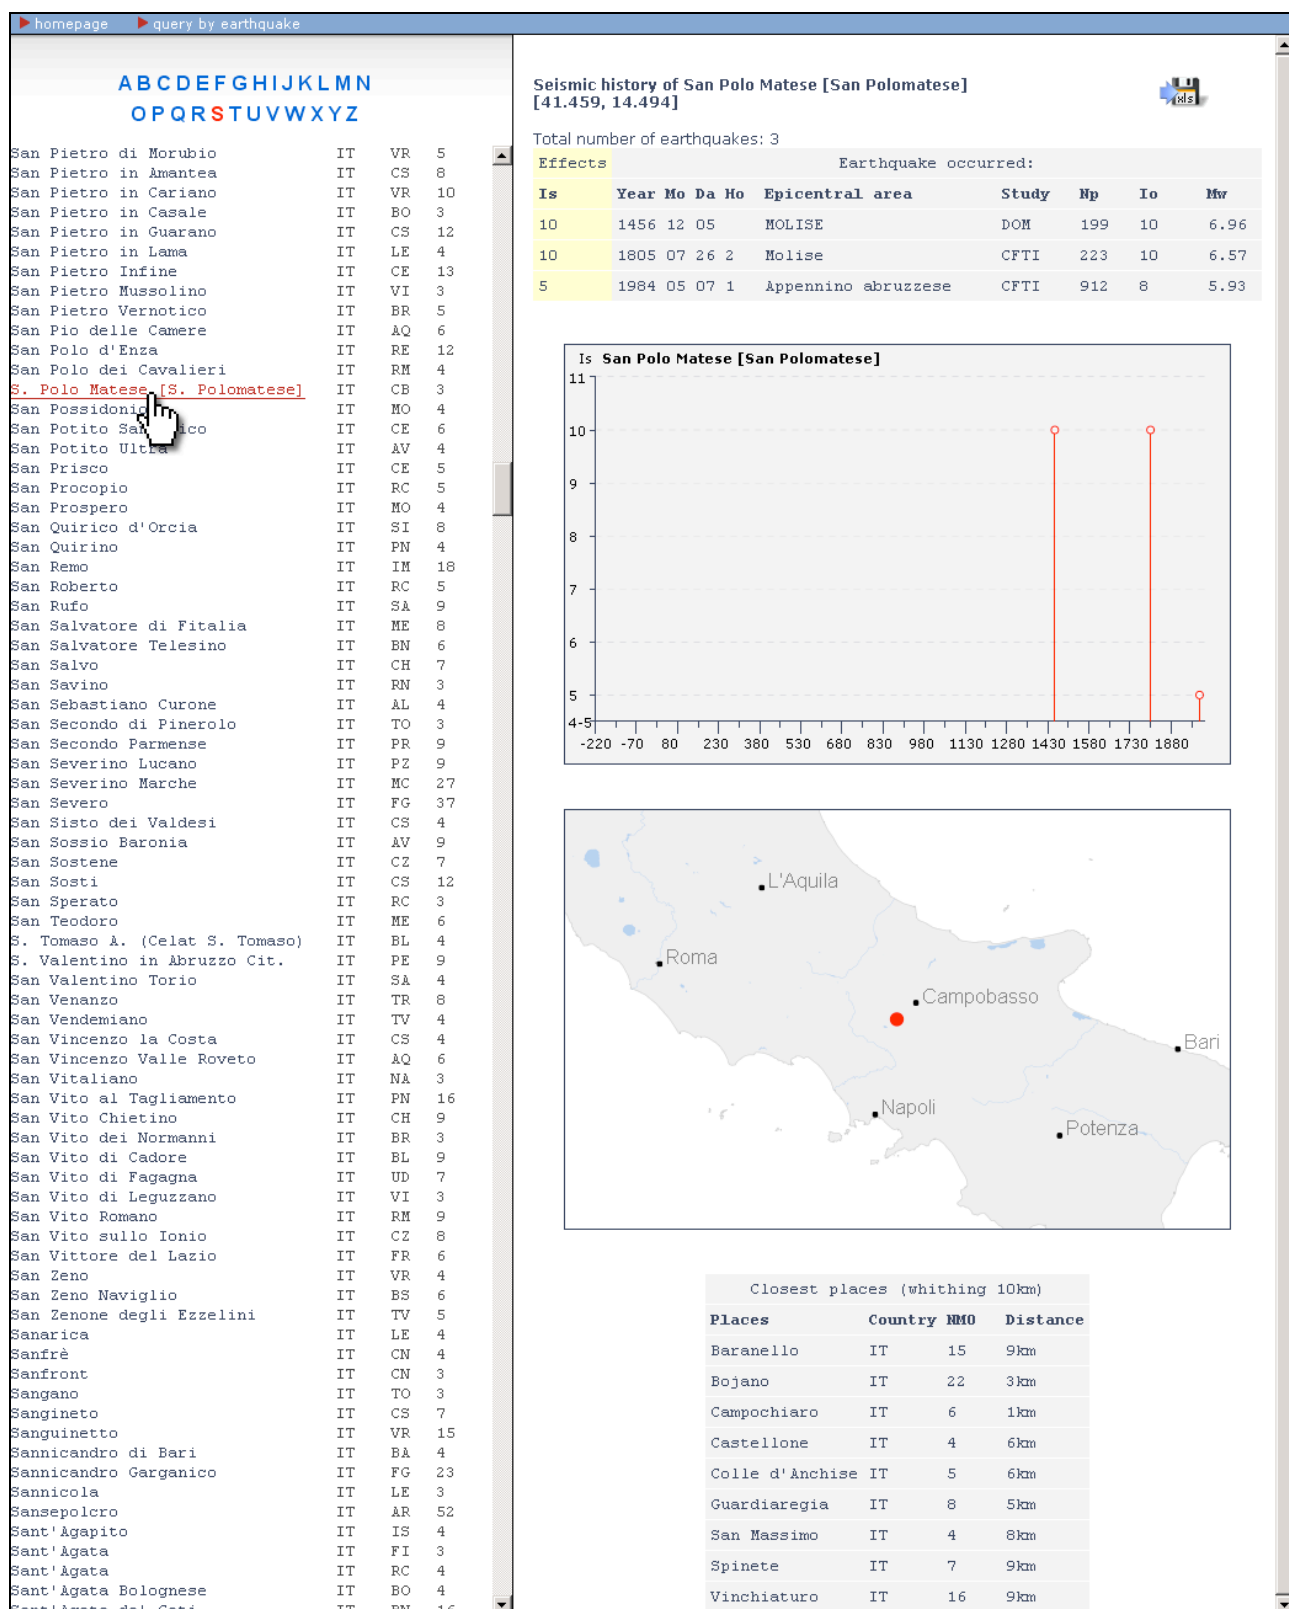 homepage query by earthquake
A B C D E F G H I J K L M N
O P Q R S T U V W X Y Z
San Pietro di Morubio IT VR 5
San Pietro in Amantea IT CS 8
San Pietro in Cariano IT VR 10
San Pietro in Casale IT BO 3
San Pietro in Guarano IT CS 12
San Pietro in Lama IT LE 4
San Pietro Infine IT CE 13
San Pietro Mussolino IT VI 3
San Pietro Vernotico IT BR 5
San Pio delle Camere IT AQ 6
San Polo d'Enza IT RE 12
San Polo dei Cavalieri IT RM 4
S. Polo Matese [S. Polomatese] IT CB 3
San Possidonio IT MO 4
San Potito IT CE 6
San Potito Ultra IT AV 4
San Prisco IT CE 5
San Procopio IT RC 5
San Prospero IT MO 4
San Quirico d'Orcia IT SI 8
San Quirino IT PN 4
San Remo IT IM 18
San Roberto IT RC 5
San Rufo IT SA 9
San Salvatore di Fitalia IT ME 8
San Salvatore Telesino IT BN 6
San Salvo IT CH 7
San Savino IT RN 3
San Sebastiano Curone IT AL 4
San Secondo di Pinerolo IT TO 3
San Secondo Parmense IT PR 9
San Severino Lucano IT PZ 9
San Severino Marche IT MC 27
San Severo IT FG 37
San Sisto dei Valdesi IT CS 4
San Sossio Baronia IT AV 9
San Sostene IT CZ 7
San Sosti IT CS 12
San Sperato IT RC 3
San Teodoro IT ME 6
S. Tomaso A. (Celat S. Tomaso) IT BL 4
S. Valentino in Abruzzo Cit. IT PE 9
San Valentino Torio IT SA 4
San Venanzo IT TR 8
San Vendemiano IT TV 4
San Vincenzo la Costa IT CS 4
San Vincenzo Valle Roveto IT AQ 6
San Vitaliano IT NA 3
San Vito al Tagliamento IT PN 16
San Vito Chietino IT CH 9
San Vito dei Normanni IT BR 3
San Vito di Cadore IT BL 9
San Vito di Fagagna IT UD 7
San Vito di Leguzzano IT VI 3
San Vito Romano IT RM 9
San Vito sullo Ionio IT CZ 8
San Vittore del Lazio IT FR 6
San Zeno IT VR 4
San Zeno Naviglio IT BS 6
San Zenone degli Ezzelini IT TV 5
Sanarica IT LE 4
Sanfrè IT CN 4
Sanfront IT CN 3
Sangano IT TO 3
Sangineto IT CS 7
Sanguinetto IT VR 15
Sannicandro di Bari IT BA 4
Sannicandro Garganico IT FG 23
Sannicola IT LE 3
Sansepolcro IT AR 52
Sant'Agapito IT IS 4
Sant'Agata IT FI 3
Sant'Agata IT RC 4
Sant'Agata Bolognese IT BO 4
Seismic history of San Polo Matese [San Polomatese]
[41.459, 14.494]
xls
Total number of earthquakes: 3
Effects Earthquake occurred:
Is Year Mo Da Ho Epicentral area Study Np Io Mw
10 1456 12 05 MOLISE DOM 199 10 6.96
10 1805 07 26 2 Molise CFTI 223 10 6.57
5 1984 05 07 1 Appennino abruzzese CFTI 912 8 5.93
Is San Polo Matese [San Polomatese]
11
10
9
8
7
6
5
4-5
-220 -70 80 230 380 530 680 830 980 1130 1280 1430 1580 1730 1880
L'Aquila
Roma
Campobasso
Bari
Napoli
Potenza
Closest places (whithing 10km)
Places Country NMO Distance
Baranello IT 15 9km
Bojano IT 22 3km
Campochiaro IT 6 1km
Castellone IT 4 6km
Colle d'Anchise IT 5 6km
Guardiaregia IT 8 5km
San Massimo IT 4 8km
Spinete IT 7 9km
Vinchiaturo IT 16 9km